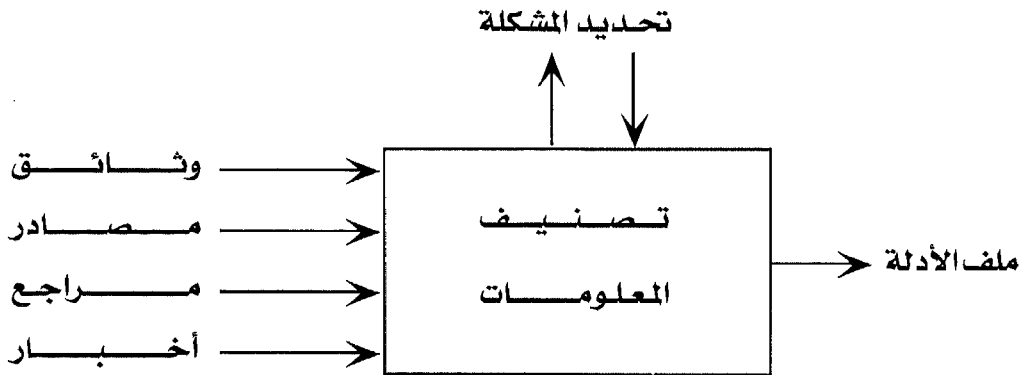 تحديد المشكلة
وثائق
مصادر
مراجع
أخبار
تصنيف
المعلومات
ملف الأدلة